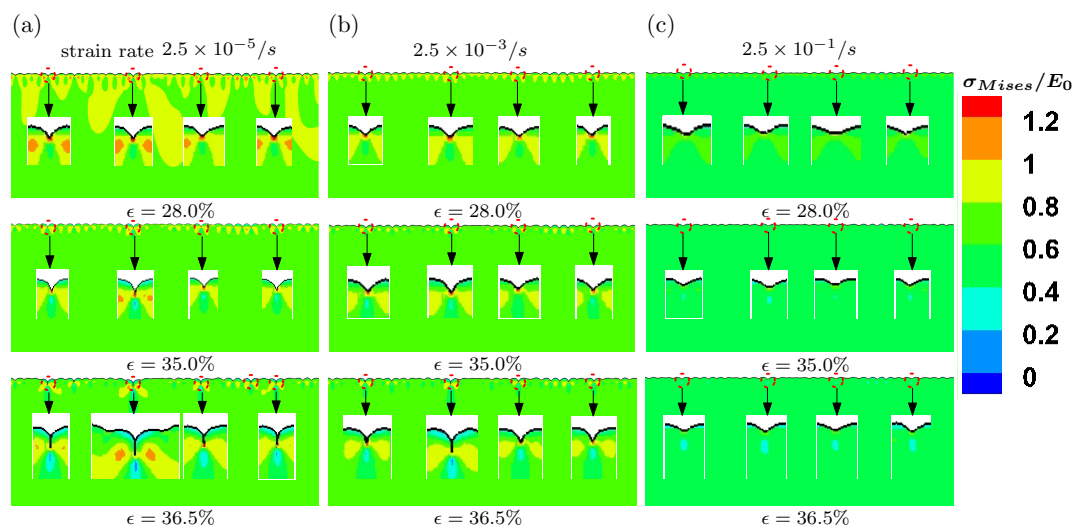 (a) (b) (c)
strain rate 2.5 × 10⁻⁵/s 2.5 × 10⁻³/s 2.5 × 10⁻¹/s
σ_Mises/E₀
1.2
1
0.8
0.6
0.4
0.2
0
ϵ = 28.0% ϵ = 28.0% ϵ = 28.0%
ϵ = 35.0% ϵ = 35.0% ϵ = 35.0%
ϵ = 36.5% ϵ = 36.5% ϵ = 36.5%